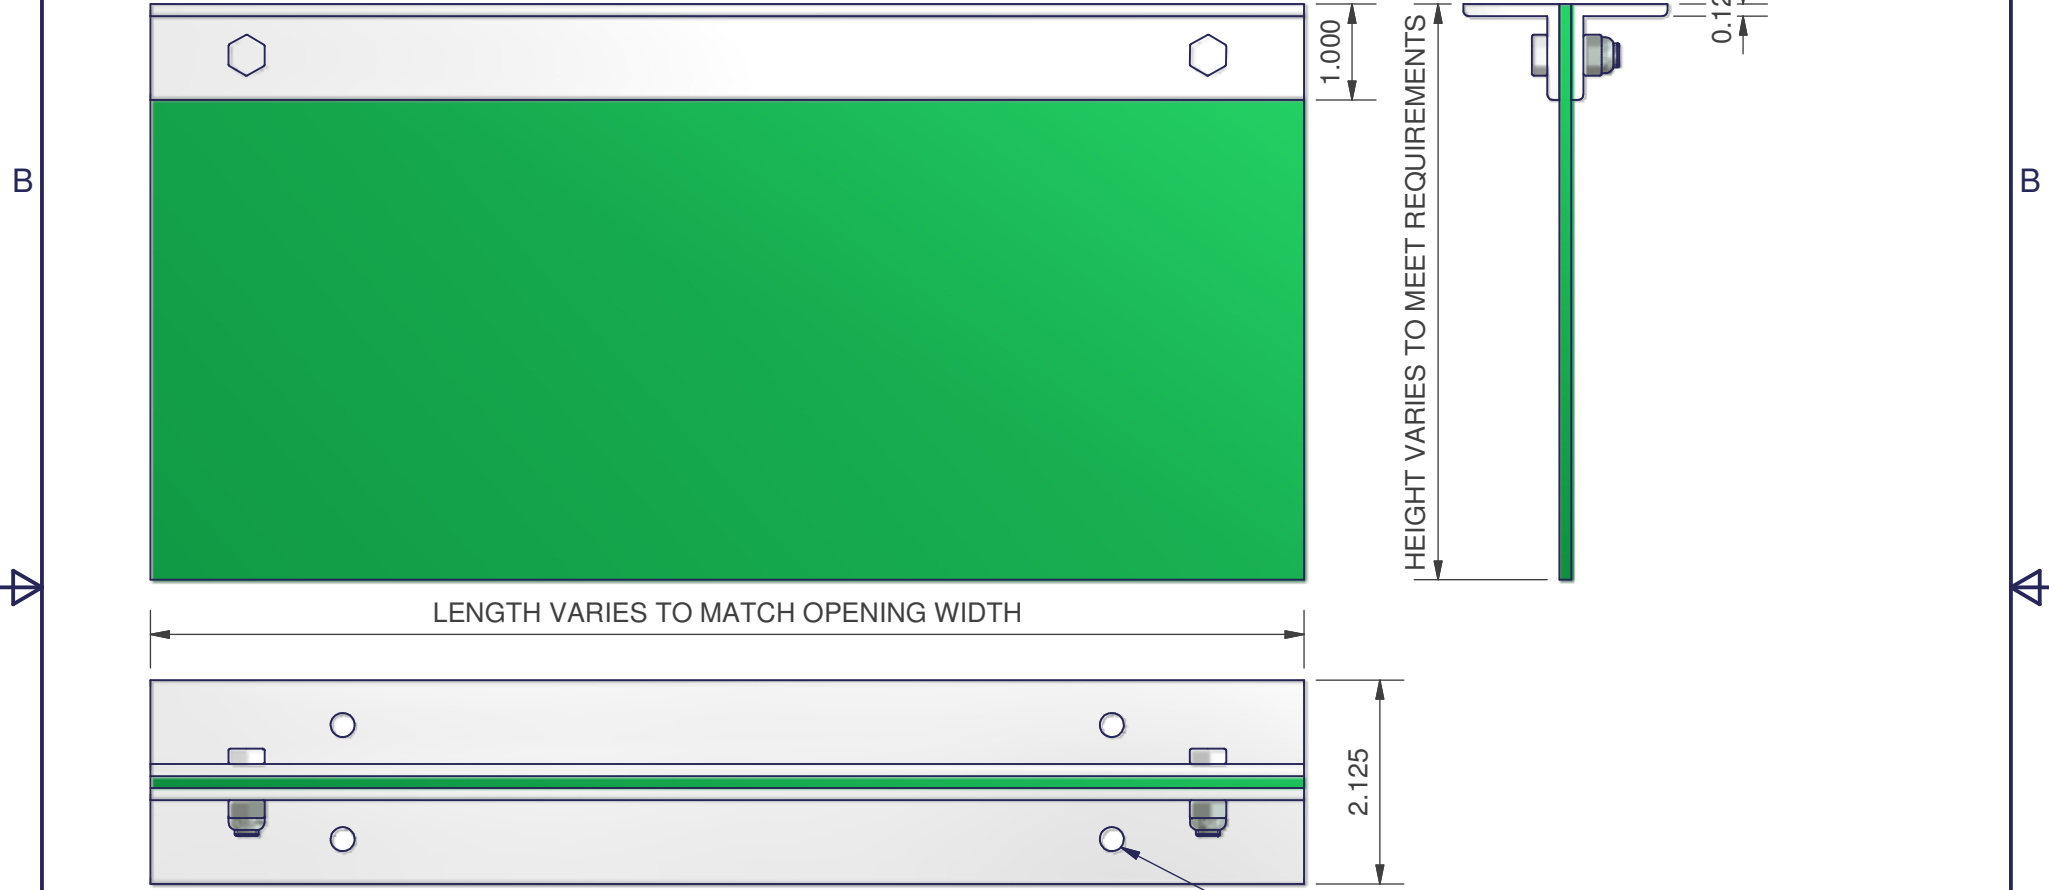 1.000
HEIGHT VARIES TO MEET REQUIREMENTS
B
B
LENGTH VARIES TO MATCH OPENING WIDTH
2.125